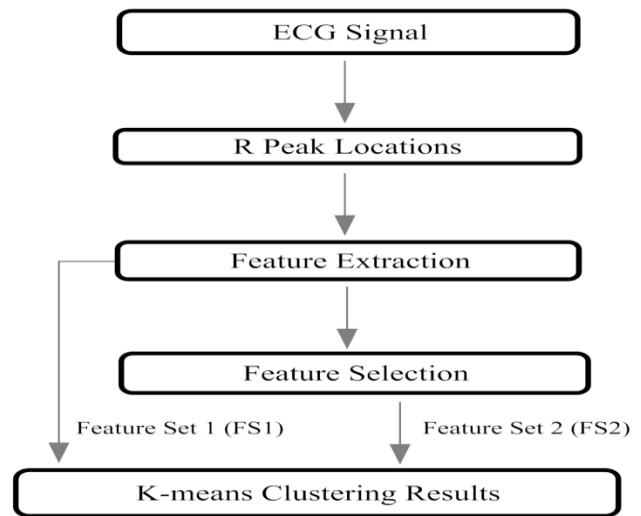 ECG Signal
R Peak Locations
Feature Extraction
Feature Selection
Feature Set 1 (FS1)
Feature Set 2 (FS2)
K-means Clustering Results